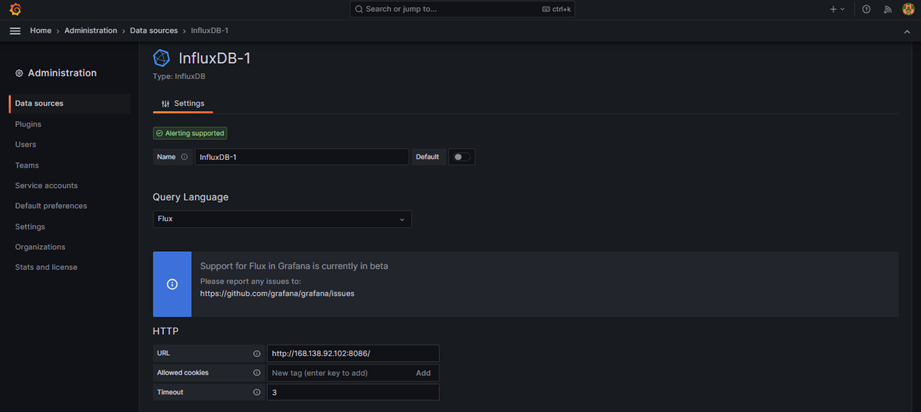 Search or jump to... ctrl+k
Home › Administration › Data sources › InfluxDB-1
Administration
Data sources
Plugins
Users
Teams
Service accounts
Default preferences
Settings
Organizations
Stats and license
InfluxDB-1
Type: InfluxDB
Settings
Alerting supported
Name InfluxDB-1 Default
Query Language
Flux
Support for Flux in Grafana is currently in beta
Please report any issues to:
https://github.com/grafana/grafana/issues
HTTP
URL http://168.138.92.102:8086/
Allowed cookies New tag (enter key to add) Add
Timeout 3